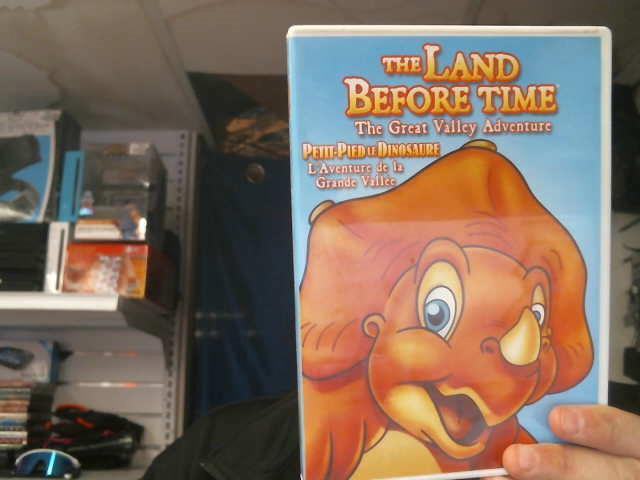 THE LAND
BEFORE TIME
The Great Valley Adventure
PETIT-PIED LE DINOSAURE
L'Aventure de la
Grande Vallée